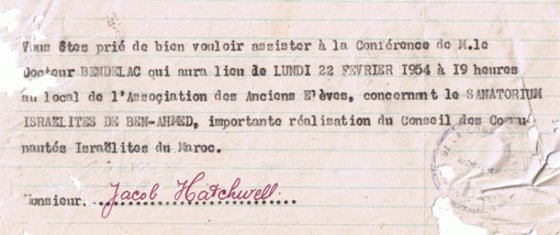 Vous êtes prié de bien vouloir assister à la Conférence de M.le
Docteur BENDELAC qui aura lieu le LUNDI 22 FEVRIER 1954 à 19 heures
au local de l'Association des Anciens Elèves, concernant le SANATORIUM
ISRAELITES DE BEN-AHMED, importante réalisation du Conseil des Commu-
nautés Israëlites du Maroc.
Monsieur. Jacob Hatchwell.